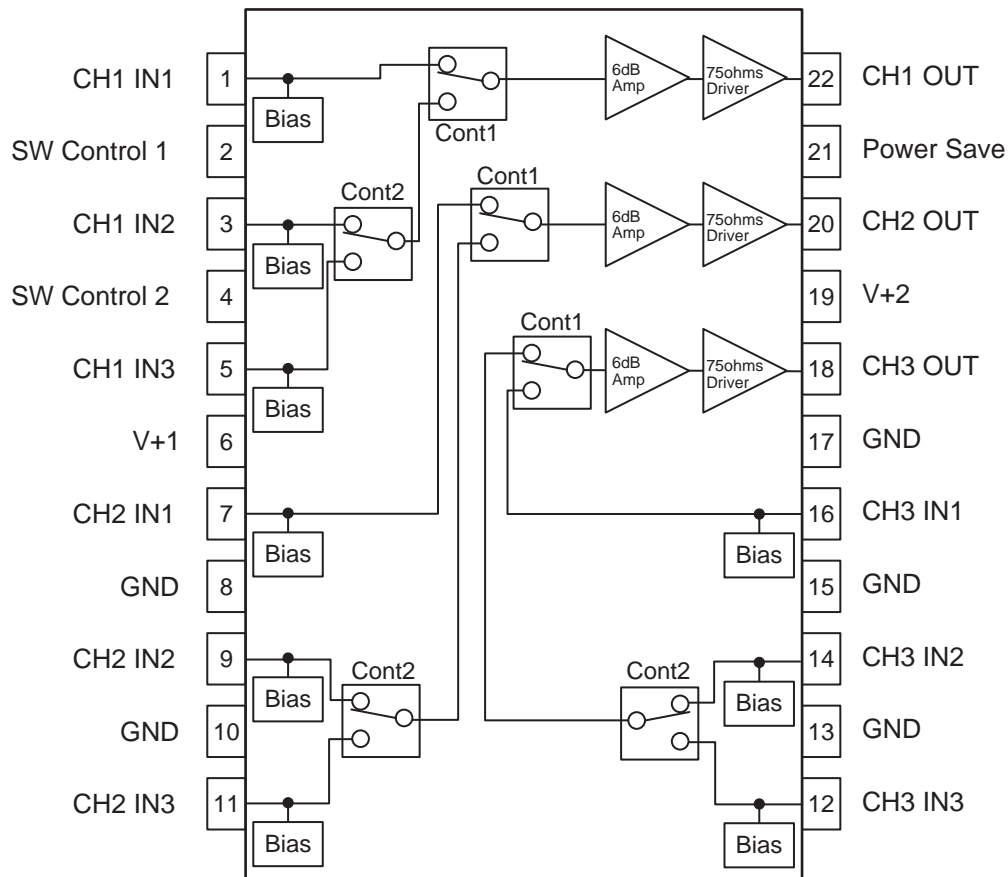 CH1 IN1
1
Bias
Cont1
6dB
Amp
75ohms
Driver
22
CH1 OUT
SW Control 1
2
21
Power Save
CH1 IN2
3
Bias
Cont2
Cont1
6dB
Amp
75ohms
Driver
20
CH2 OUT
SW Control 2
4
19
V+2
CH1 IN3
5
Bias
Cont1
6dB
Amp
75ohms
Driver
18
CH3 OUT
V+1
6
17
GND
CH2 IN1
7
Bias
Bias
16
CH3 IN1
GND
8
15
GND
CH2 IN2
9
Bias
Cont2
Cont2
Bias
14
CH3 IN2
GND
10
13
GND
CH2 IN3
11
Bias
Bias
12
CH3 IN3